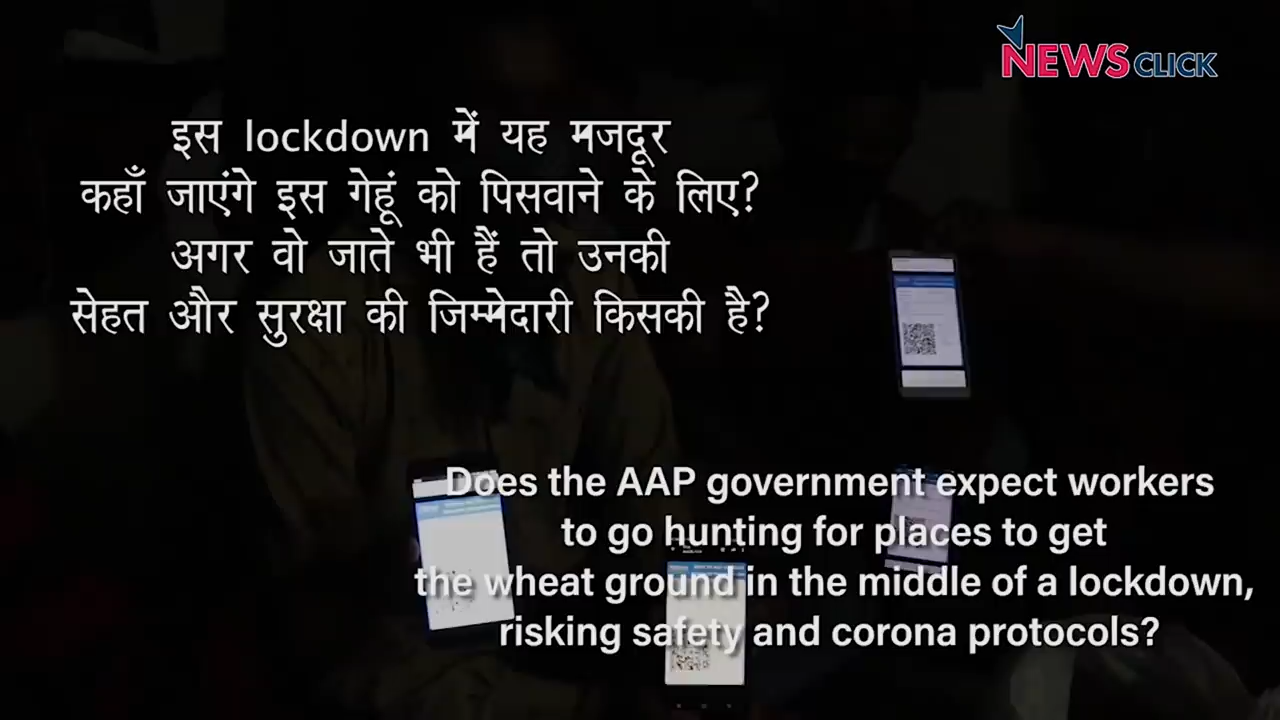 NEWSCLICK
इस lockdown में यह मजदूर
कहाँ जाएंगे इस गेहूं को पिसवाने के लिए?
अगर वो जाते भी हैं तो उनकी
सेहत और सुरक्षा की जिम्मेदारी किसकी है?
Does the AAP government expect workers
to go hunting for places to get
the wheat ground in the middle of a lockdown,
risking safety and corona protocols?